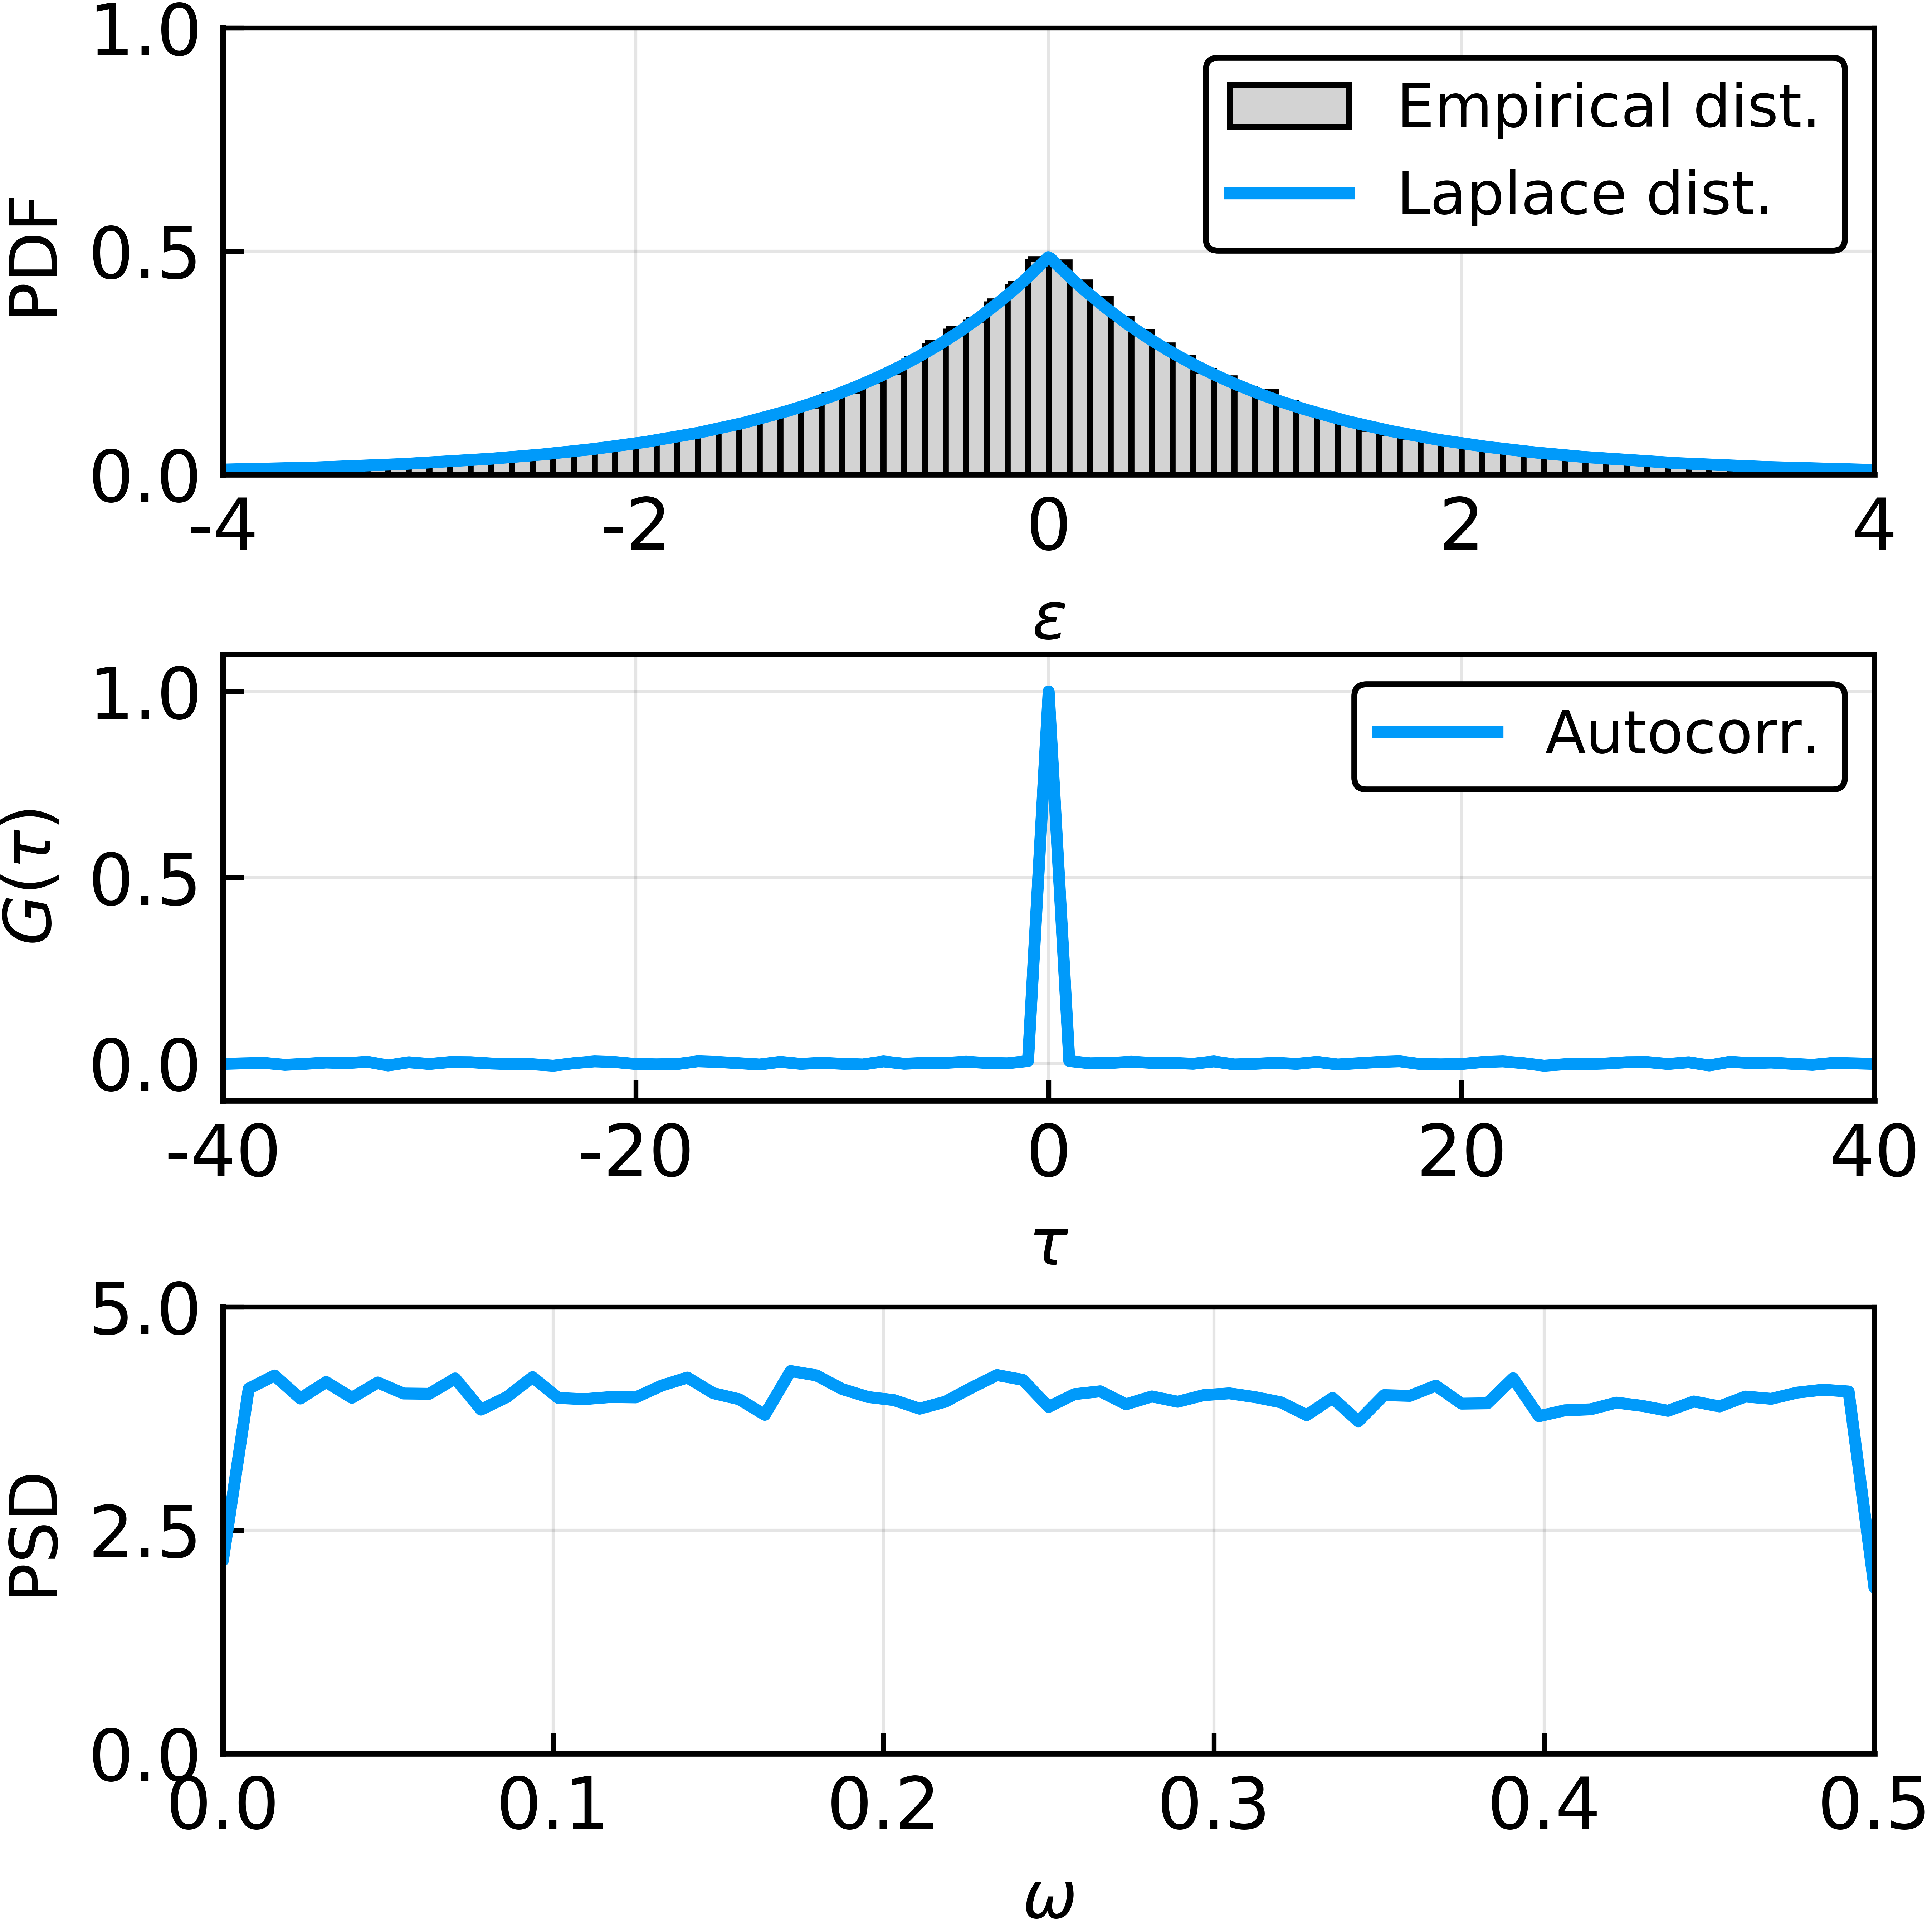 1.0
0.5
0.0
PDF
Empirical dist.
Laplace dist.
-4 -2 0 2 4
ε
1.0
0.5
0.0
G(τ)
Autocorr.
-40 -20 0 20 40
τ
5.0
2.5
0.0
PSD
0.0 0.1 0.2 0.3 0.4 0.5
ω